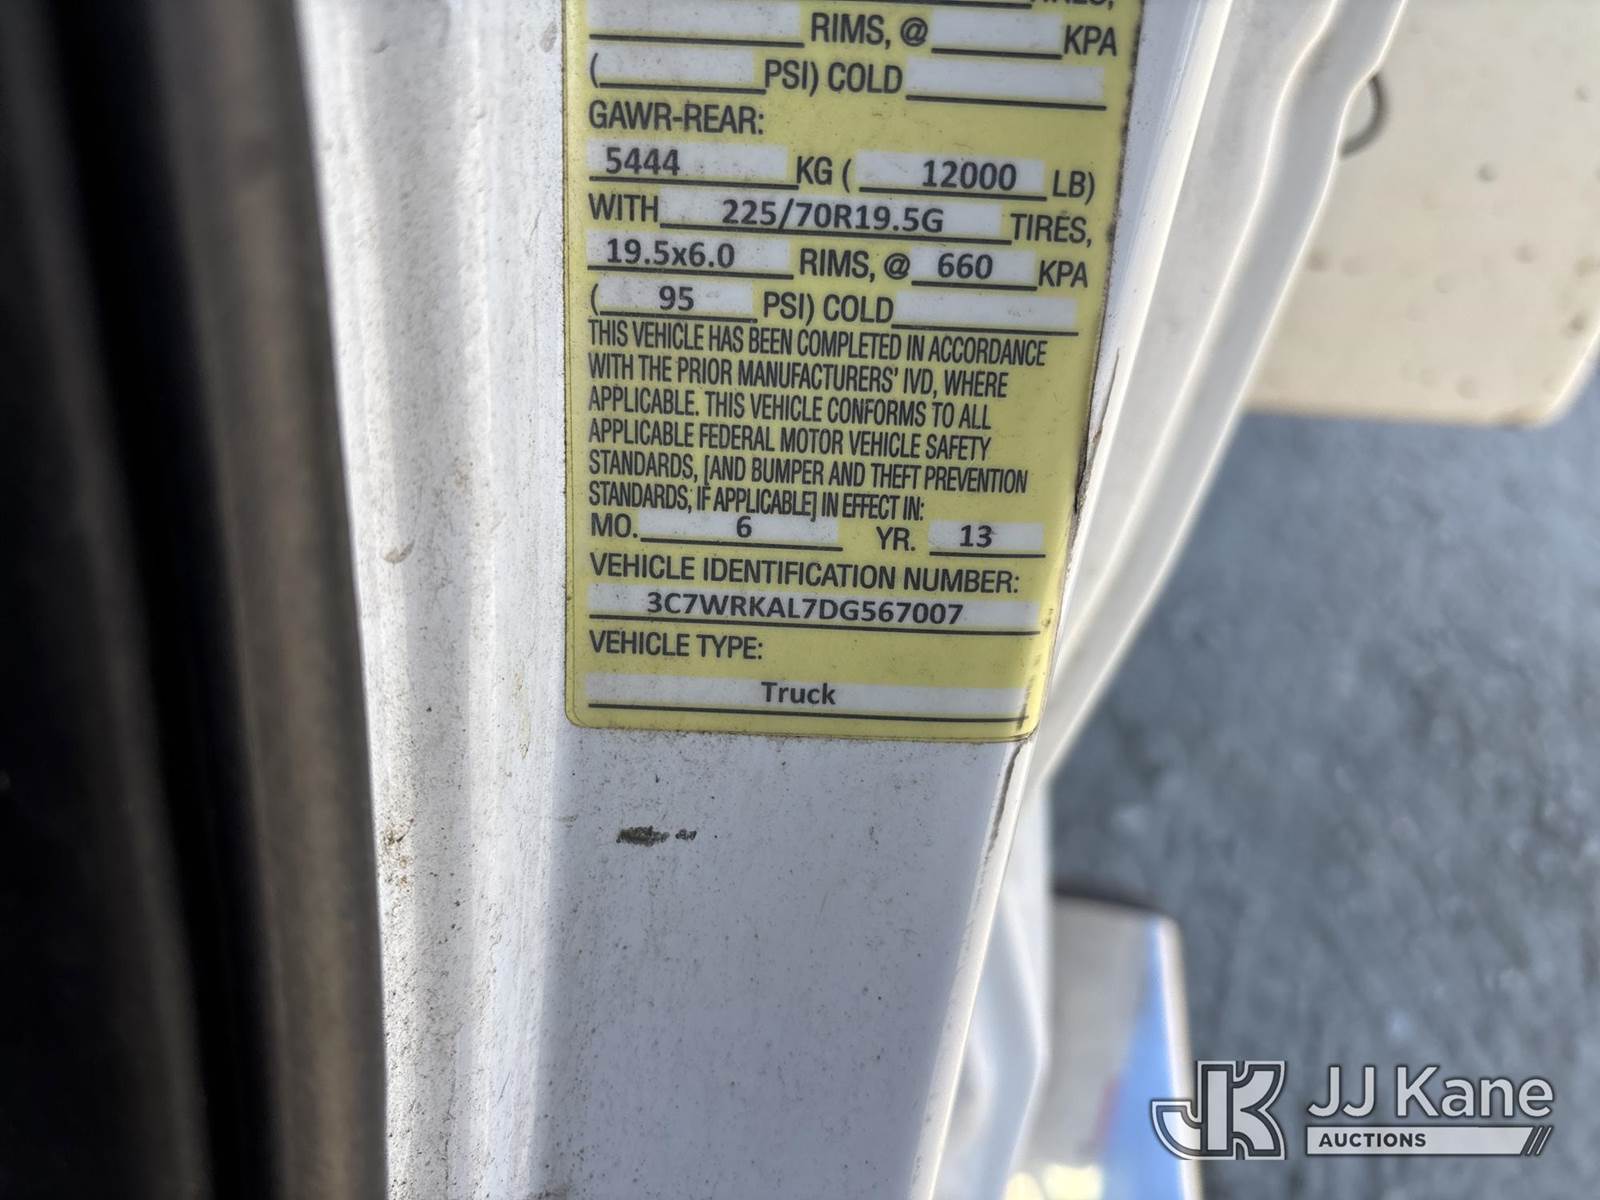 RIMS, @ KPA
( PSI) COLD
GAWR-REAR:
5444 KG ( 12000 LB)
WITH 225/70R19.5G TIRES,
19.5x6.0 RIMS, @ 660 KPA
( 95 PSI) COLD
THIS VEHICLE HAS BEEN COMPLETED IN ACCORDANCE
WITH THE PRIOR MANUFACTURERS' IVD, WHERE
APPLICABLE. THIS VEHICLE CONFORMS TO ALL
APPLICABLE FEDERAL MOTOR VEHICLE SAFETY
STANDARDS, [AND BUMPER AND THEFT PREVENTION
STANDARDS, IF APPLICABLE] IN EFFECT IN:
MO. 6 YR. 13
VEHICLE IDENTIFICATION NUMBER:
3C7WRKAL7DG567007
VEHICLE TYPE:
Truck
JK JJ Kane
AUCTIONS